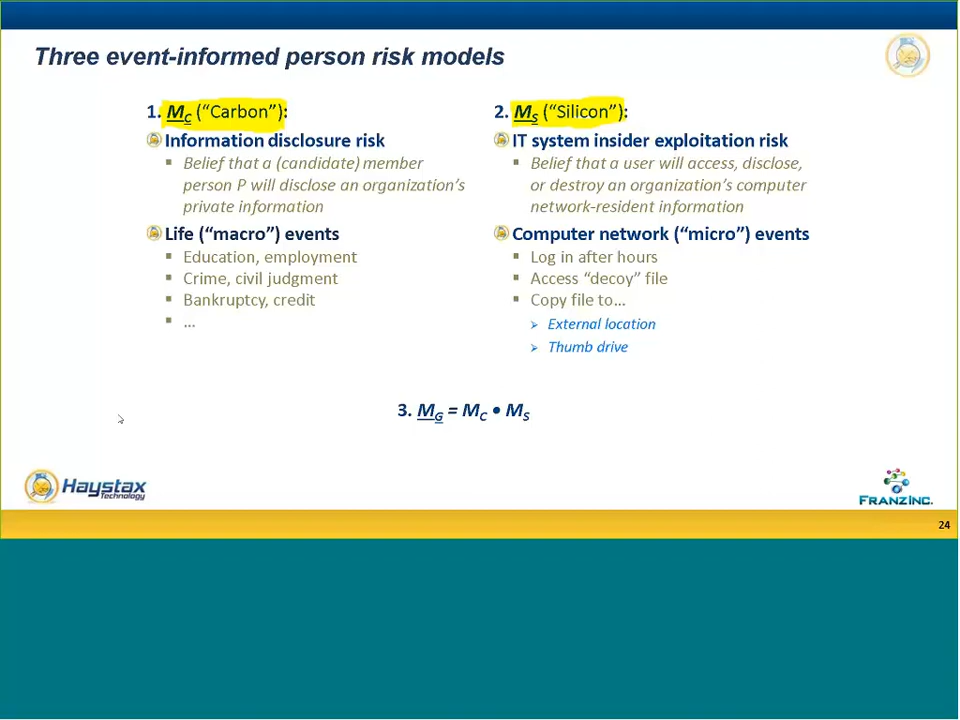 Three event-informed person risk models
1. MC ("Carbon"):
Information disclosure risk
Belief that a (candidate) member
person P will disclose an organization's
private information
Life ("macro") events
Education, employment
Crime, civil judgment
Bankruptcy, credit
...
2. MS ("Silicon"):
IT system insider exploitation risk
Belief that a user will access, disclose,
or destroy an organization's computer
network-resident information
Computer network ("micro") events
Log in after hours
Access "decoy" file
Copy file to...
External location
Thumb drive
3. MG = MC • MS
Haystax
Technology
FRANZ INC.
24